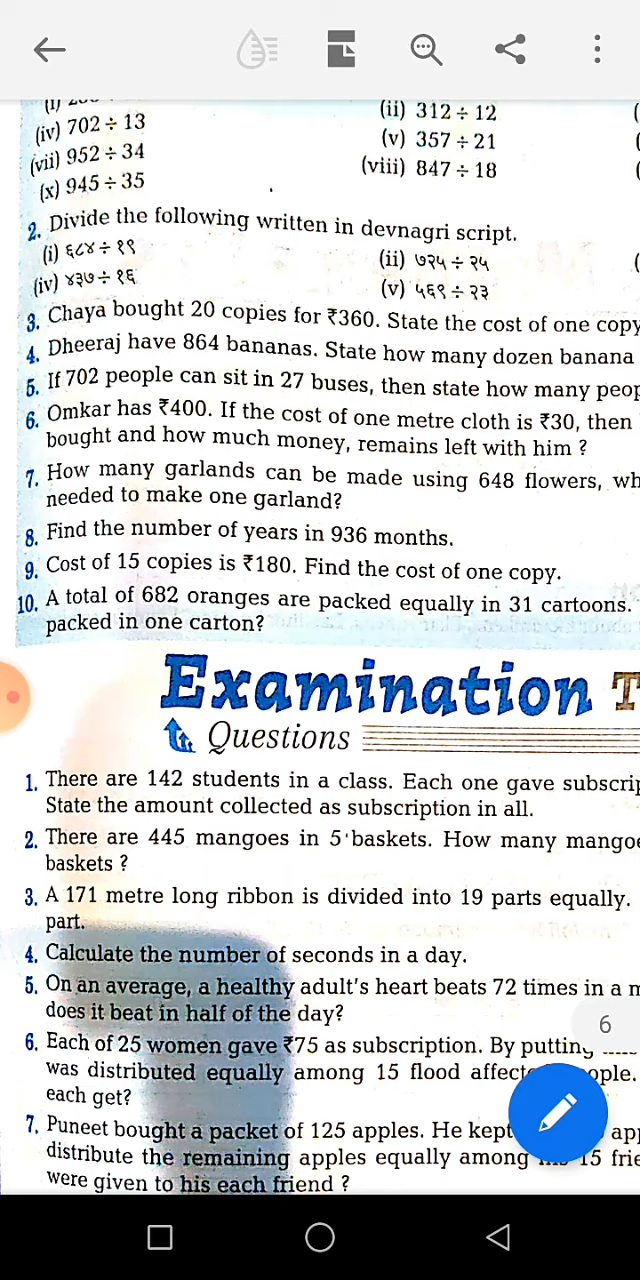 (iv) 702 ÷ 13
(ii) 312 ÷ 12
(vii) 952 ÷ 34
(v) 357 ÷ 21
(x) 945 ÷ 35
(viii) 847 ÷ 18
2. Divide the following written in devnagri script.
(i) ६८४ ÷ १९
(ii) ७२५ ÷ २५
(iv) ४३७ ÷ १६
(v) ५६९ ÷ २३
3. Chaya bought 20 copies for ₹360. State the cost of one copy
4. Dheeraj have 864 bananas. State how many dozen banana
5. If 702 people can sit in 27 buses, then state how many peop
6. Omkar has ₹400. If the cost of one metre cloth is ₹30, then
bought and how much money, remains left with him ?
7. How many garlands can be made using 648 flowers, wh
needed to make one garland?
8. Find the number of years in 936 months.
9. Cost of 15 copies is ₹180. Find the cost of one copy.
10. A total of 682 oranges are packed equally in 31 cartoons.
packed in one carton?
Examination T
Questions
1. There are 142 students in a class. Each one gave subscrip
State the amount collected as subscription in all.
2. There are 445 mangoes in 5 baskets. How many mangoe
baskets ?
3. A 171 metre long ribbon is divided into 19 parts equally.
part.
4. Calculate the number of seconds in a day.
5. On an average, a healthy adult's heart beats 72 times in a m
does it beat in half of the day?
6
6. Each of 25 women gave ₹75 as subscription. By putting
was distributed equally among 15 flood affecte ople.
each get?
7. Puneet bought a packet of 125 apples. He kept app
distribute the remaining apples equally among 15 frie
were given to his each friend ?